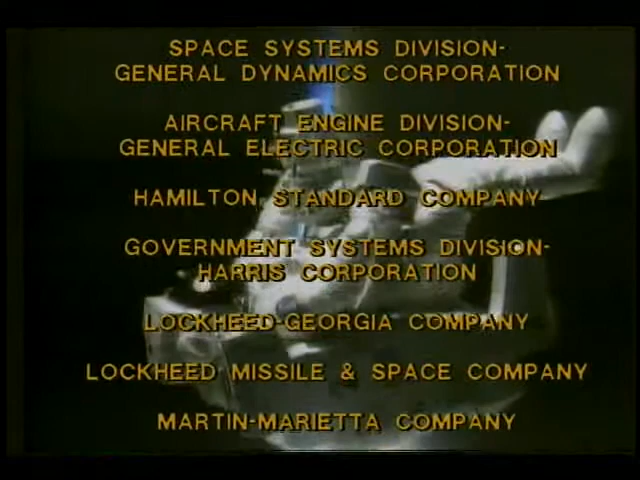 SPACE SYSTEMS DIVISION-
GENERAL DYNAMICS CORPORATION
AIRCRAFT ENGINE DIVISION-
GENERAL ELECTRIC CORPORATION
HAMILTON STANDARD COMPANY
GOVERNMENT SYSTEMS DIVISION-
HARRIS CORPORATION
LOCKHEED-GEORGIA COMPANY
LOCKHEED MISSILE & SPACE COMPANY
MARTIN-MARIETTA COMPANY